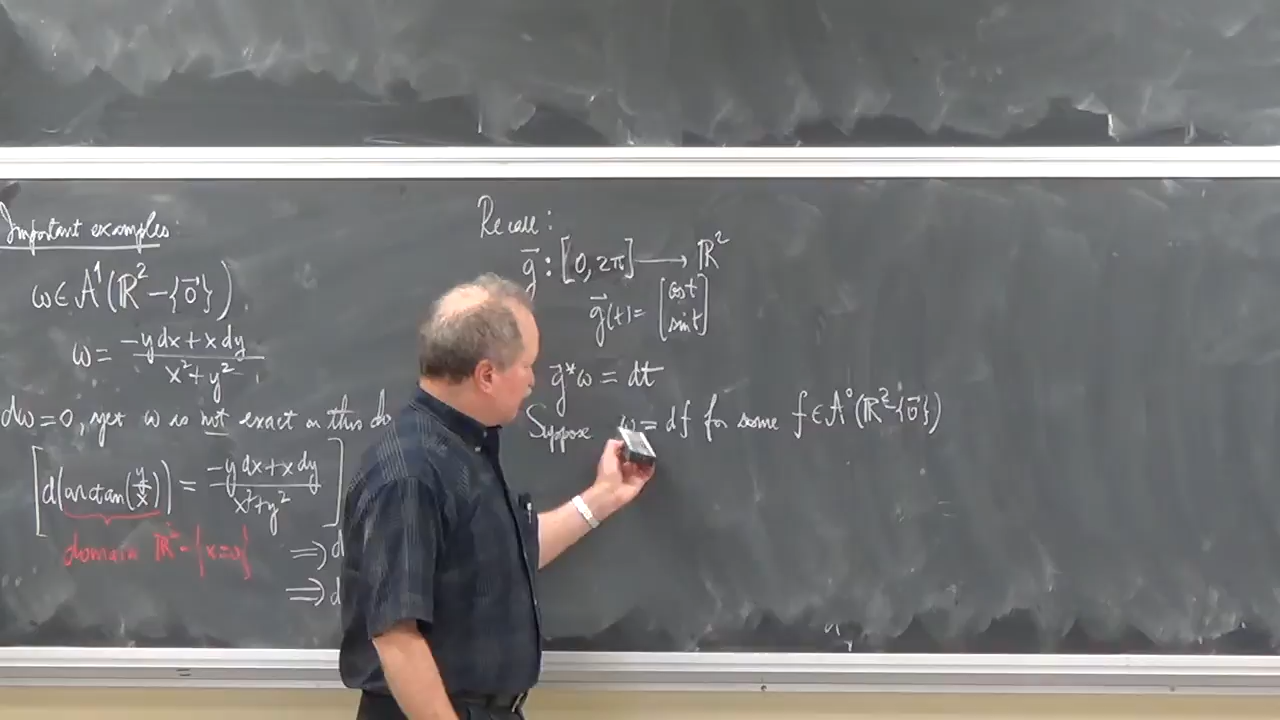 Important examples:
ω ∈ A¹(ℝ² − {0⃗})
ω = (−y dx + x dy) / (x² + y²)
dω = 0, yet ω is not exact on this do
[d(arctan(y/x)) = (−y dx + x dy) / (x² + y²)]
domain ℝ² − {x=0}
⇒ d
⇒ d
Recall:
g⃗ : [0, 2π] ⟶ ℝ²
g⃗(t) = [cos t
sin t]
g⃗*ω = dt
Suppose ω = df for some f ∈ A⁰(ℝ² − {0⃗})